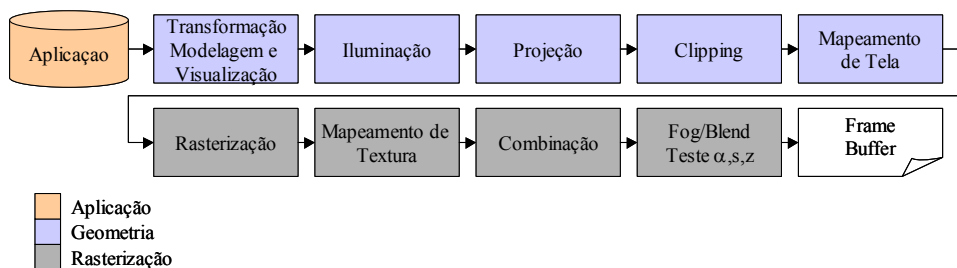 Aplicaçao
Transformação
Modelagem e
Visualização
Iluminação
Projeção
Clipping
Mapeamento
de Tela
Rasterização
Mapeamento de
Textura
Combinação
Fog/Blend
Teste α,s,z
Frame
Buffer
Aplicação
Geometria
Rasterização